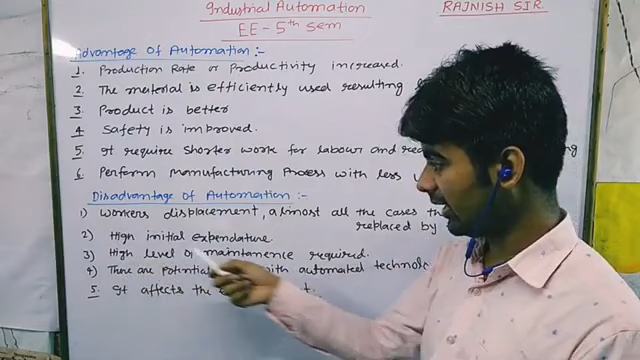 Industrial Automation
RAJNISH SIR.
EE - 5th sem
Advantage Of Automation :-
1. Production Rate or Productivity increased.
2 The material is efficiently used resulting
3 Product is better
4 Safety is improved.
5 It require shorter work for labour and
6 Perform manufacturing Process with less
Disadvantage of Automation :-
1) Workers displacement, almost all the cases
replaced by
2) High initial expendature
3) High level of maintanence required.
4) There are potential with automated
5. It affects the